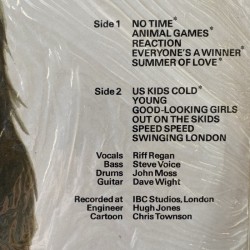 Side 1 NO TIME*
ANIMAL GAMES*
REACTION
EVERYONE'S A WINNER*
SUMMER OF LOVE*
Side 2 US KIDS COLD*
YOUNG
GOOD-LOOKING GIRLS
OUT ON THE SKIDS
SPEED SPEED
SWINGING LONDON
Vocals Riff Regan
Bass Steve Voice
Drums John Moss
Guitar Dave Wight
Recorded at IBC Studios, London
Engineer Hugh Jones
Cartoon Chris Townson